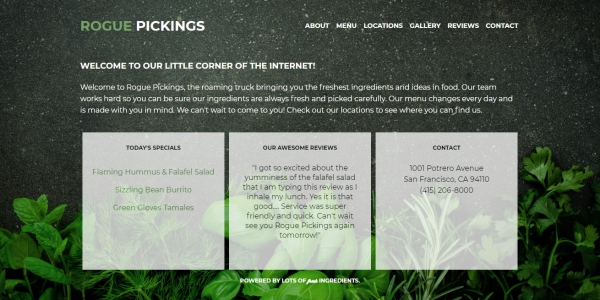 ROGUE PICKINGS
ABOUT MENU LOCATIONS GALLERY REVIEWS CONTACT
WELCOME TO OUR LITTLE CORNER OF THE INTERNET!
Welcome to Rogue Pickings, the roaming truck bringing you the freshest ingredients and ideas in food. Our team
works hard so you can be sure our ingredients are always fresh and picked carefully. Our menu changes every day and
is made with you in mind. We can't wait to come to you! Check out our locations to see where you can find us.
TODAY'S SPECIALS
Flaming Hummus & Falafel Salad
Sizzling Bean Burrito
Green Gloves Tamales
OUR AWESOME REVIEWS
"I got so excited about the
yumminess of the falafel salad
that I am typing this review as I
inhale my lunch. Yes it is that
good.... Service was super
friendly and quick. Can't wait
see you Rogue Pickings again
tomorrow!"
CONTACT
1001 Potrero Avenue
San Francisco, CA 94110
(415) 206-8000
POWERED BY LOTS OF fresh INGREDIENTS.